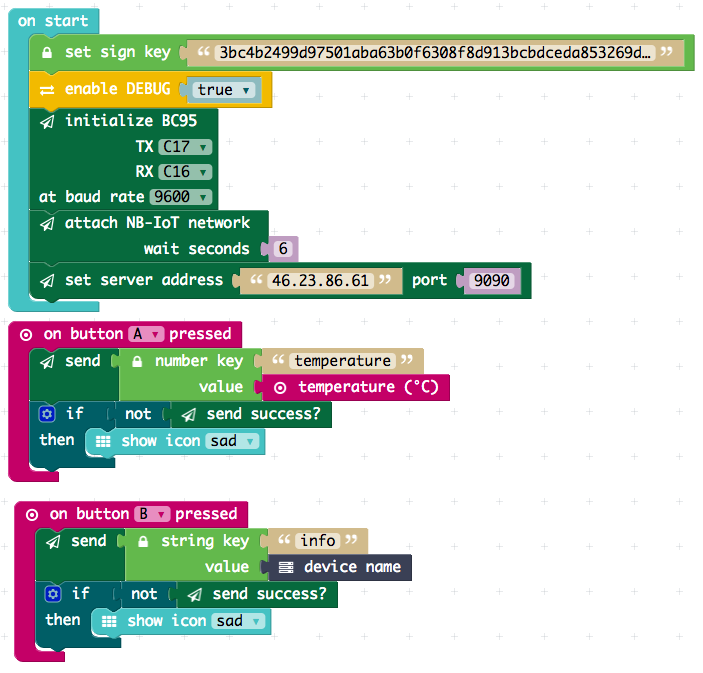 on start
set sign key “ 3bc4b2499d97501aba63b0f6308f8d913bcbdceda853269d… ”
enable DEBUG true
initialize BC95
TX C17
RX C16
at baud rate 9600
attach NB-IoT network
wait seconds 6
set server address “ 46.23.86.61 ” port 9090
on button A pressed
send number key “ temperature ”
value temperature (°C)
if not send success?
then show icon sad
on button B pressed
send string key “ info ”
value device name
if not send success?
then show icon sad